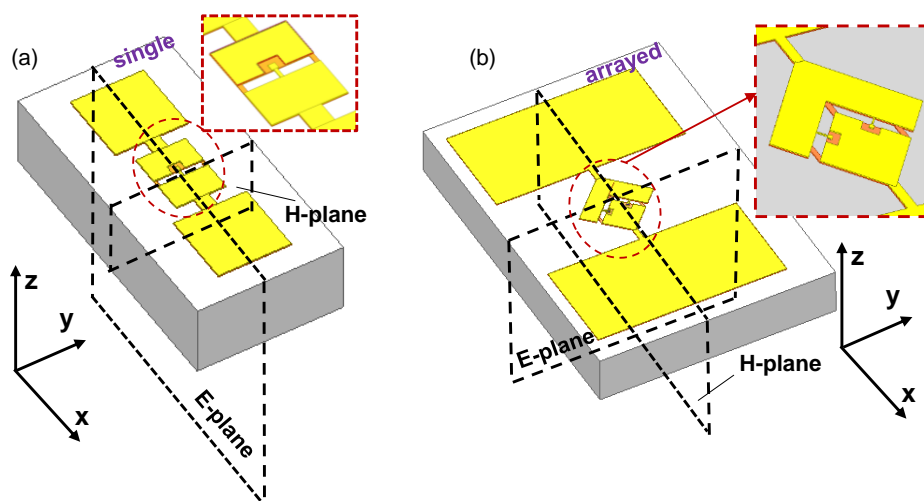 (a)
single
H-plane
E-plane
z
y
x
(b)
arrayed
E-plane
H-plane
z
y
x